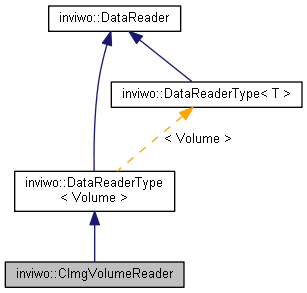 inviwo::DataReader
inviwo::DataReaderType< T >
< Volume >
inviwo::DataReaderType
< Volume >
inviwo::CImgVolumeReader